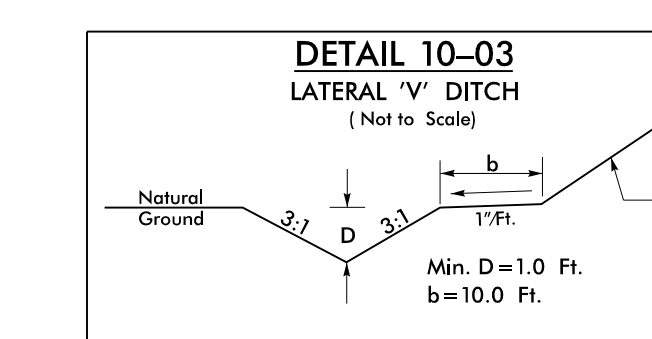 DETAIL 10–03
LATERAL 'V' DITCH
( Not to Scale)
b
Natural
Ground
3:1
D
3:1
1"/Ft.
Min. D=1.0 Ft.
b=10.0 Ft.